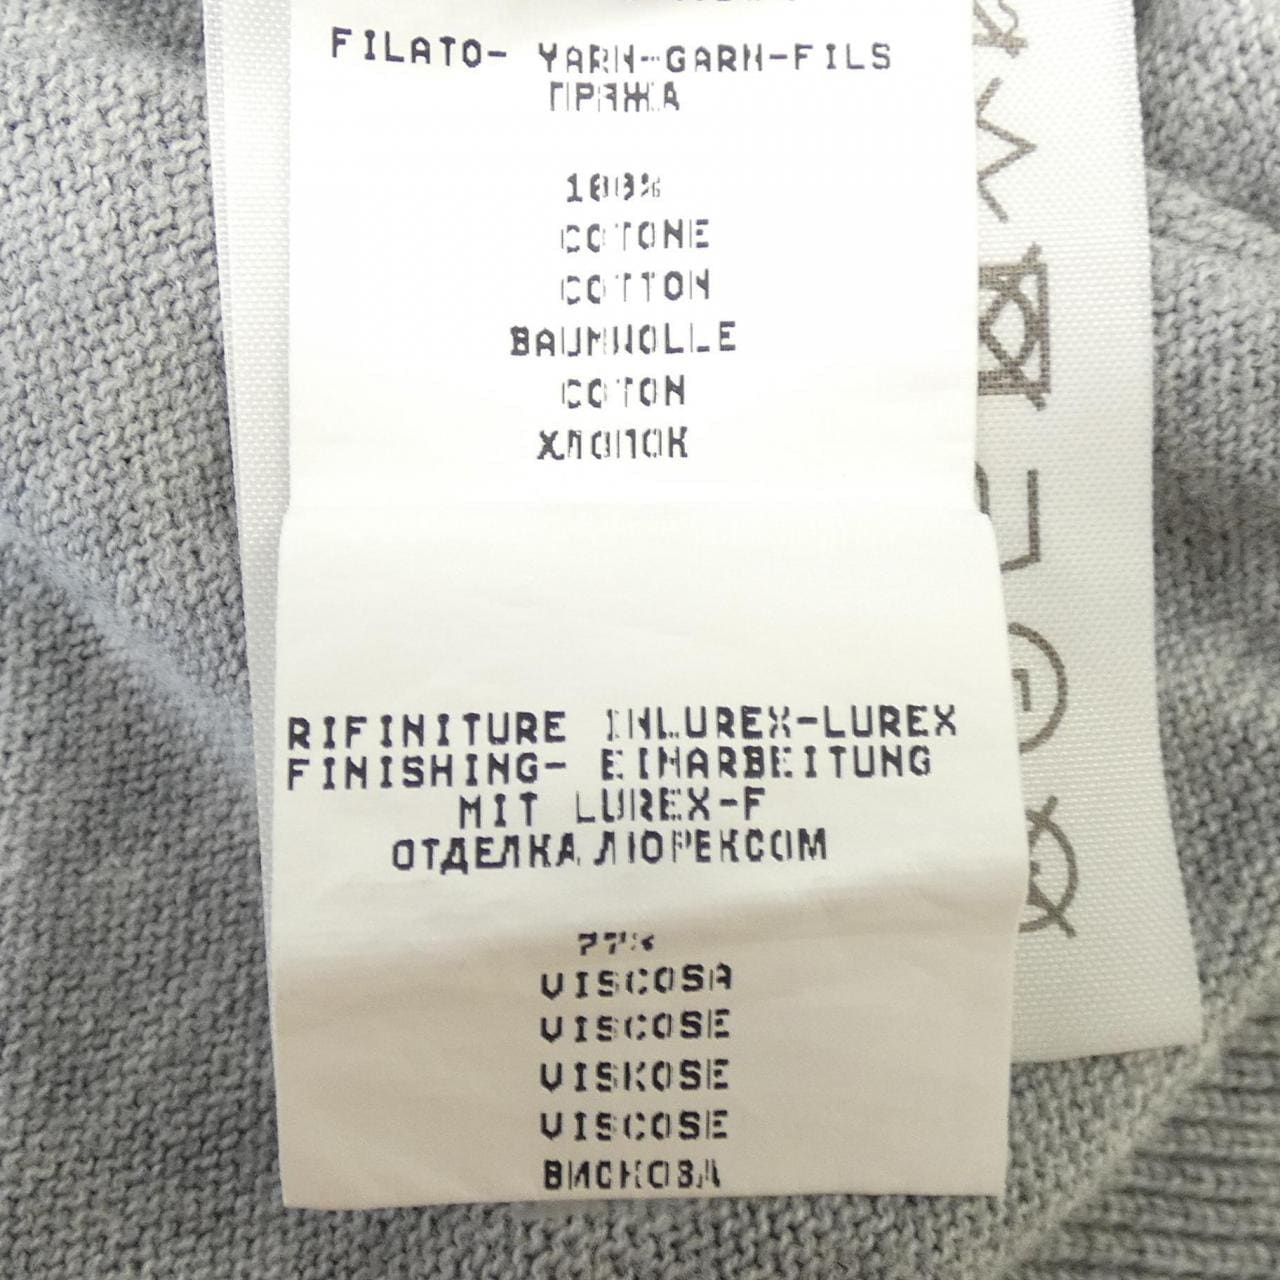 FILATO- YARN-GARN-FILS
ПРЯЖА
100%
COTONE
COTTON
BAUMWOLLE
COTON
ХЛОПОК
RIFINITURE INLUREX-LUREX
FINISHING- EINARBEITUNG
MIT LUREX-F
ОТДЕЛКА ЛЮРЕКСОМ
77%
VISCOSA
VISCOSE
VISKOSE
VISCOSE
ВИСКОЗА